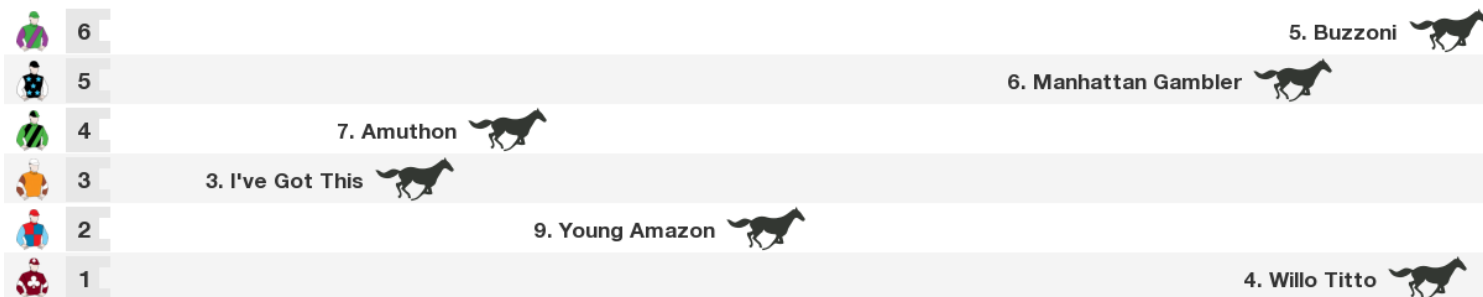 6 5. Buzzoni
5 6. Manhattan Gambler
4 7. Amuthon
3 3. I've Got This
2 9. Young Amazon
1 4. Willo Titto